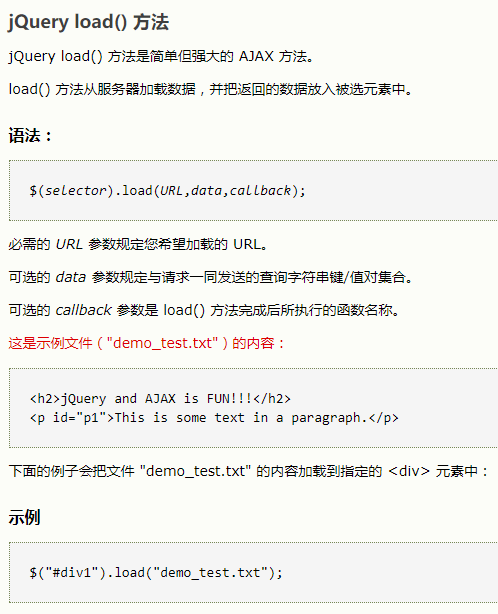 jQuery load() 方法
jQuery load() 方法是简单但强大的 AJAX 方法。
load() 方法从服务器加载数据，并把返回的数据放入被选元素中。
语法：
$(selector).load(URL,data,callback);
必需的 URL 参数规定您希望加载的 URL。
可选的 data 参数规定与请求一同发送的查询字符串键/值对集合。
可选的 callback 参数是 load() 方法完成后所执行的函数名称。
这是示例文件（"demo_test.txt"）的内容：
<h2>jQuery and AJAX is FUN!!!</h2>
<p id="p1">This is some text in a paragraph.</p>
下面的例子会把文件 "demo_test.txt" 的内容加载到指定的 <div> 元素中：
示例
$("#div1").load("demo_test.txt");